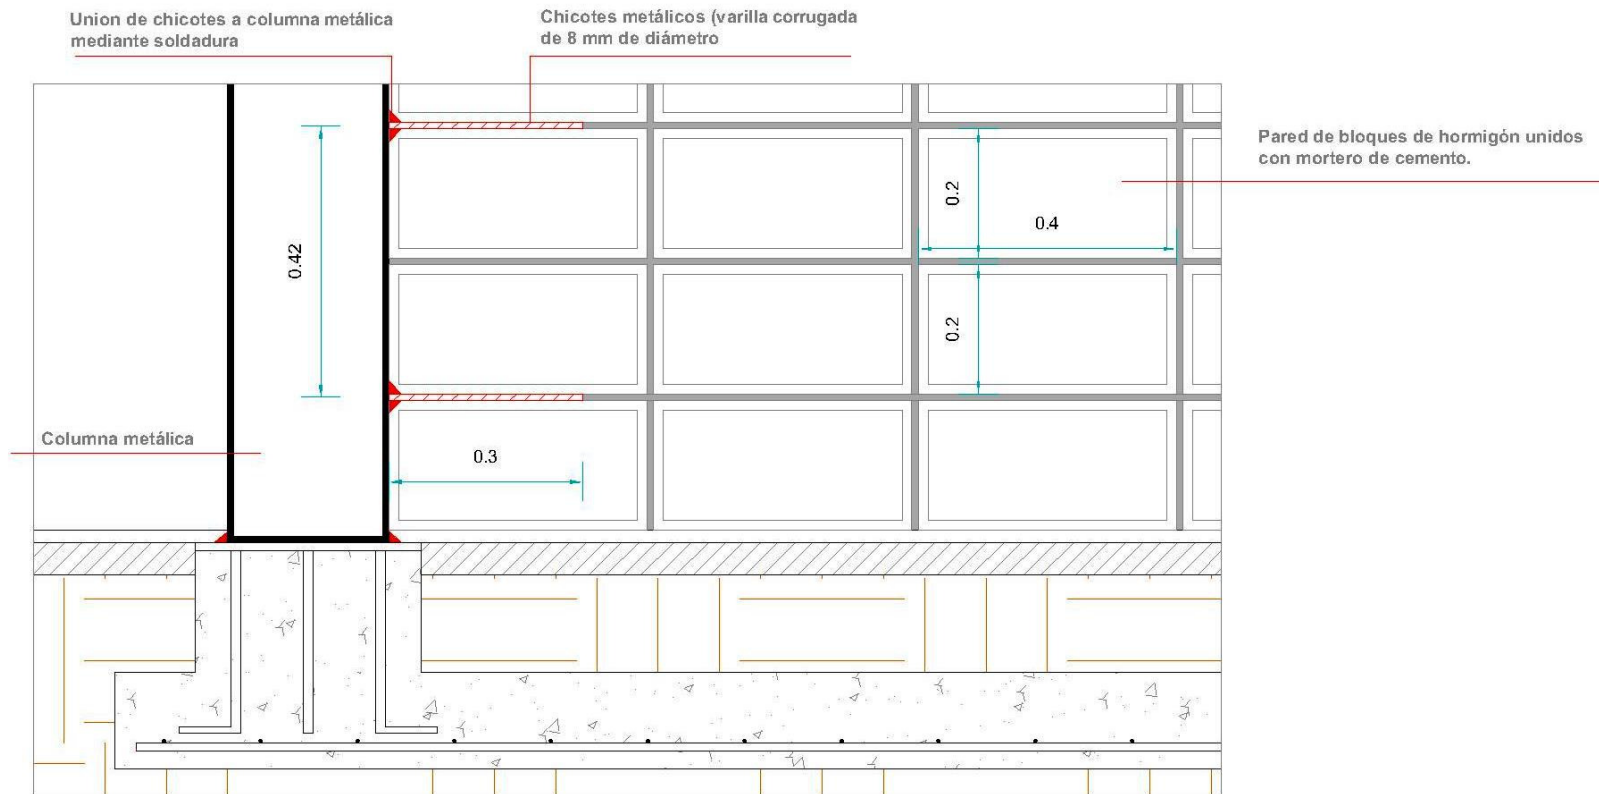 Union de chicotes a columna metálica
mediante soldadura
Chicotes metálicos (varilla corrugada
de 8 mm de diámetro
Pared de bloques de hormigón unidos
con mortero de cemento.
0.2
0.4
0.42
0.2
Columna metálica
0.3